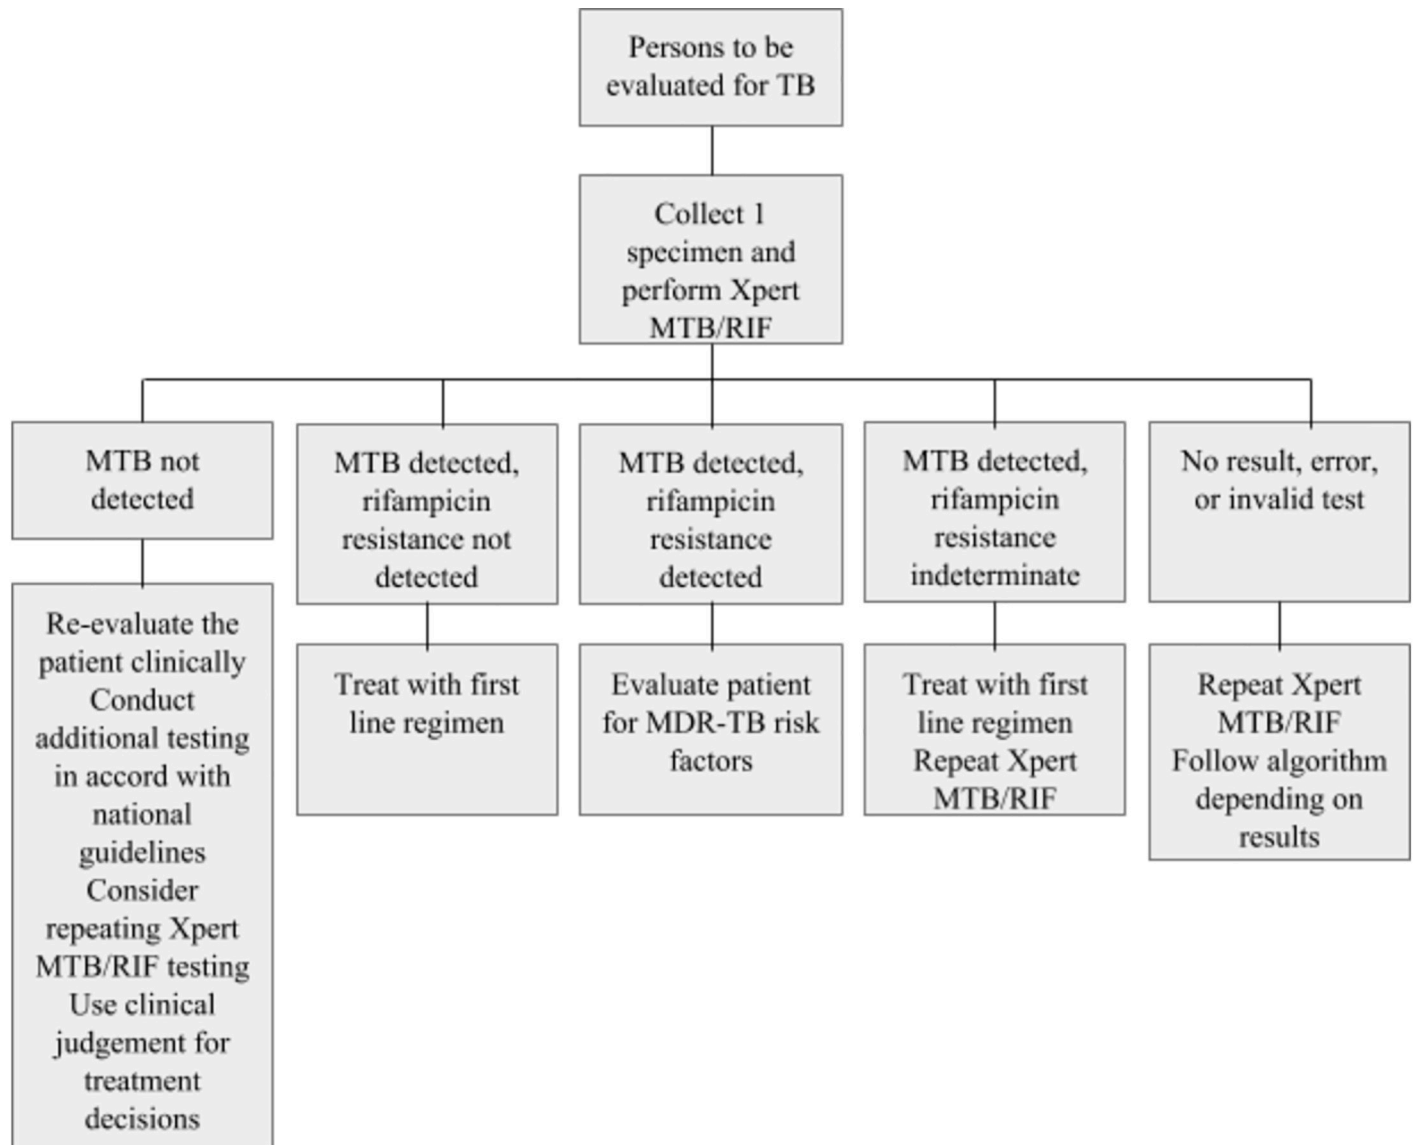 Persons to be
evaluated for TB
Collect 1
specimen and
perform Xpert
MTB/RIF
MTB not
detected
MTB detected,
rifampicin
resistance not
detected
MTB detected,
rifampicin
resistance
detected
MTB detected,
rifampicin
resistance
indeterminate
No result, error,
or invalid test
Re-evaluate the
patient clinically
Conduct
additional testing
in accord with
national
guidelines
Consider
repeating Xpert
MTB/RIF testing
Use clinical
judgement for
treatment
decisions
Treat with first
line regimen
Evaluate patient
for MDR-TB risk
factors
Treat with first
line regimen
Repeat Xpert
MTB/RIF
Repeat Xpert
MTB/RIF
Follow algorithm
depending on
results